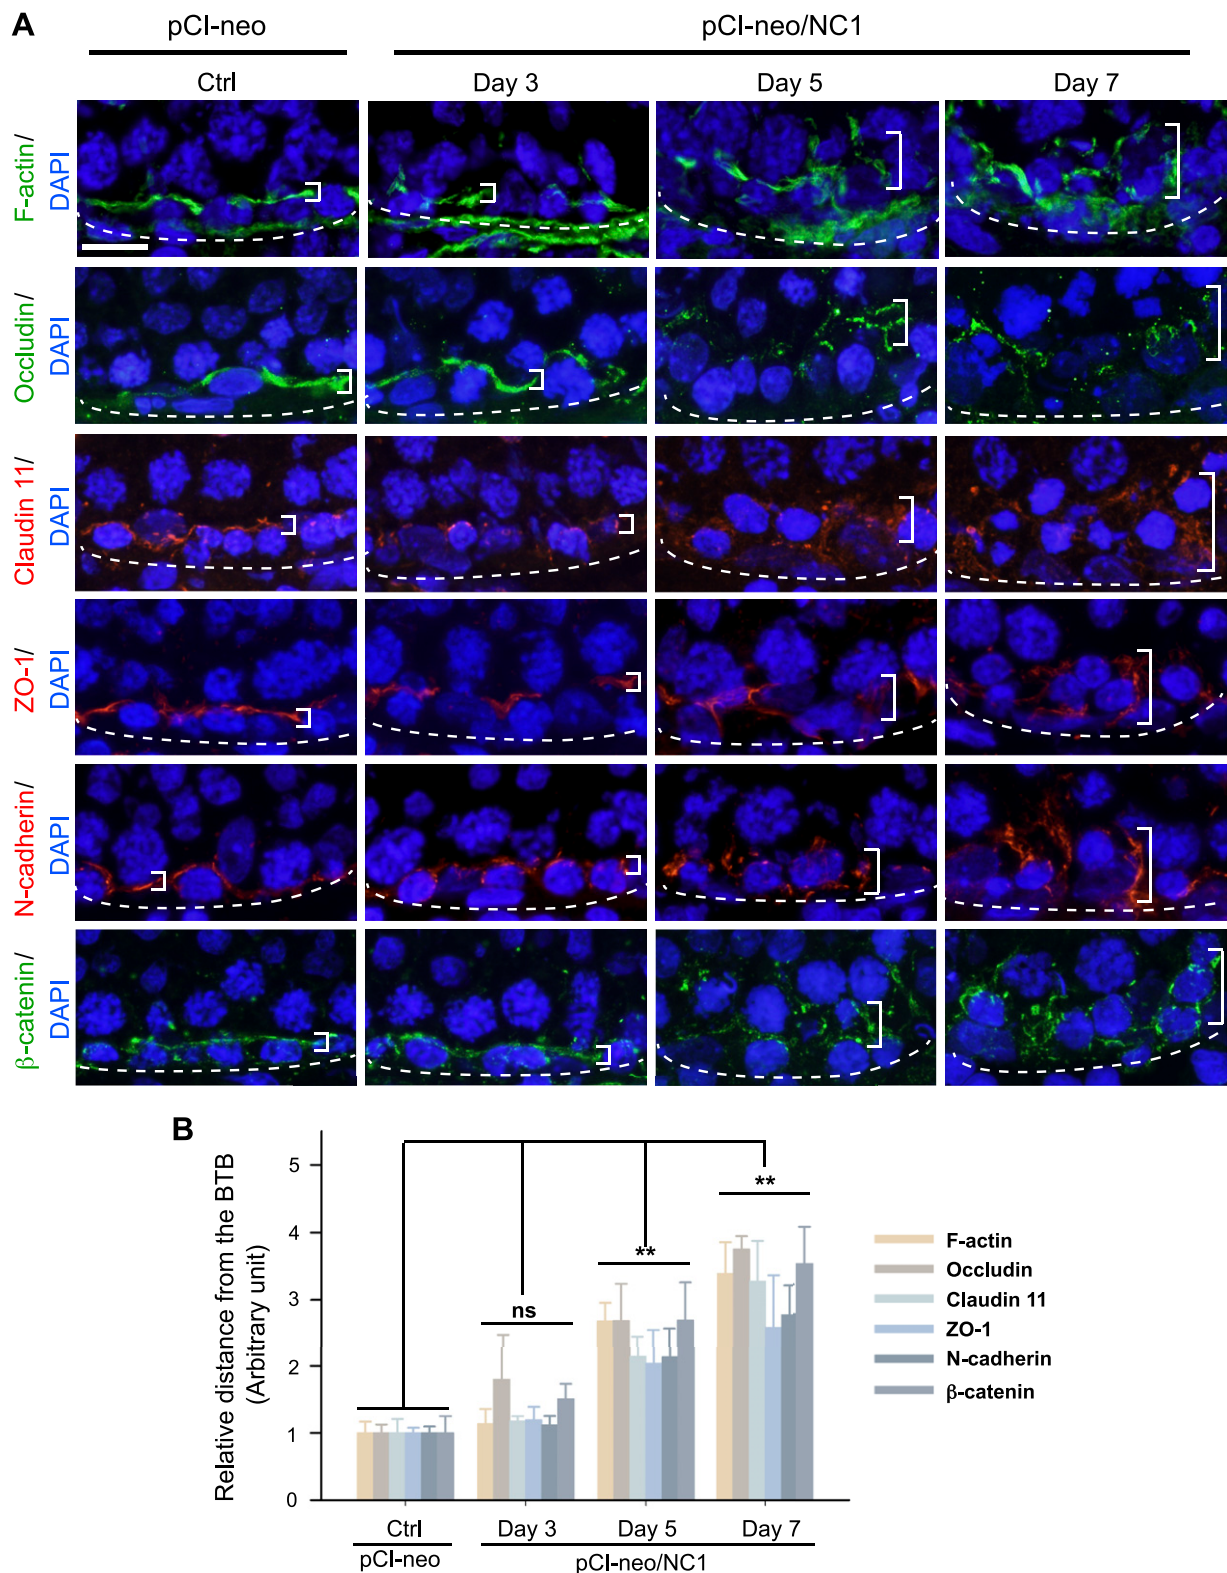 A
pCI-neo
pCI-neo/NC1
Ctrl
Day 3
Day 5
Day 7
F-actin/
DAPI
Occludin/
DAPI
Claudin 11/
DAPI
ZO-1/
DAPI
N-cadherin/
DAPI
β-catenin/
DAPI
B
Relative distance from the BTB
(Arbitrary unit)
5
4
3
2
1
0
ns
**
**
F-actin
Occludin
Claudin 11
ZO-1
N-cadherin
β-catenin
Ctrl
Day 3
Day 5
Day 7
pCI-neo
pCI-neo/NC1